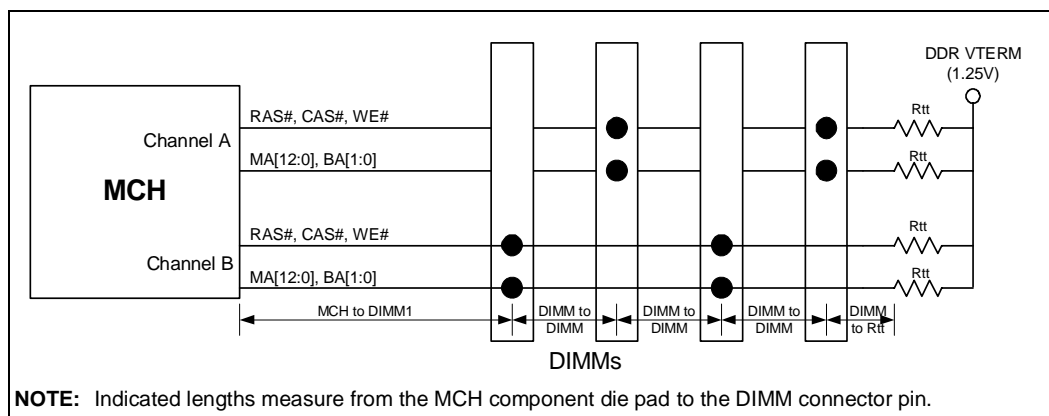 DDR VTERM
(1.25V)
RAS#, CAS#, WE#
Rtt
Channel A
MA[12:0], BA[1:0]
Rtt
MCH
RAS#, CAS#, WE#
Rtt
Channel B
MA[12:0], BA[1:0]
Rtt
MCH to DIMM1
DIMM to
DIMM
DIMM to
DIMM
DIMM to
DIMM
DIMM
to Rtt
DIMMs
NOTE: Indicated lengths measure from the MCH component die pad to the DIMM connector pin.